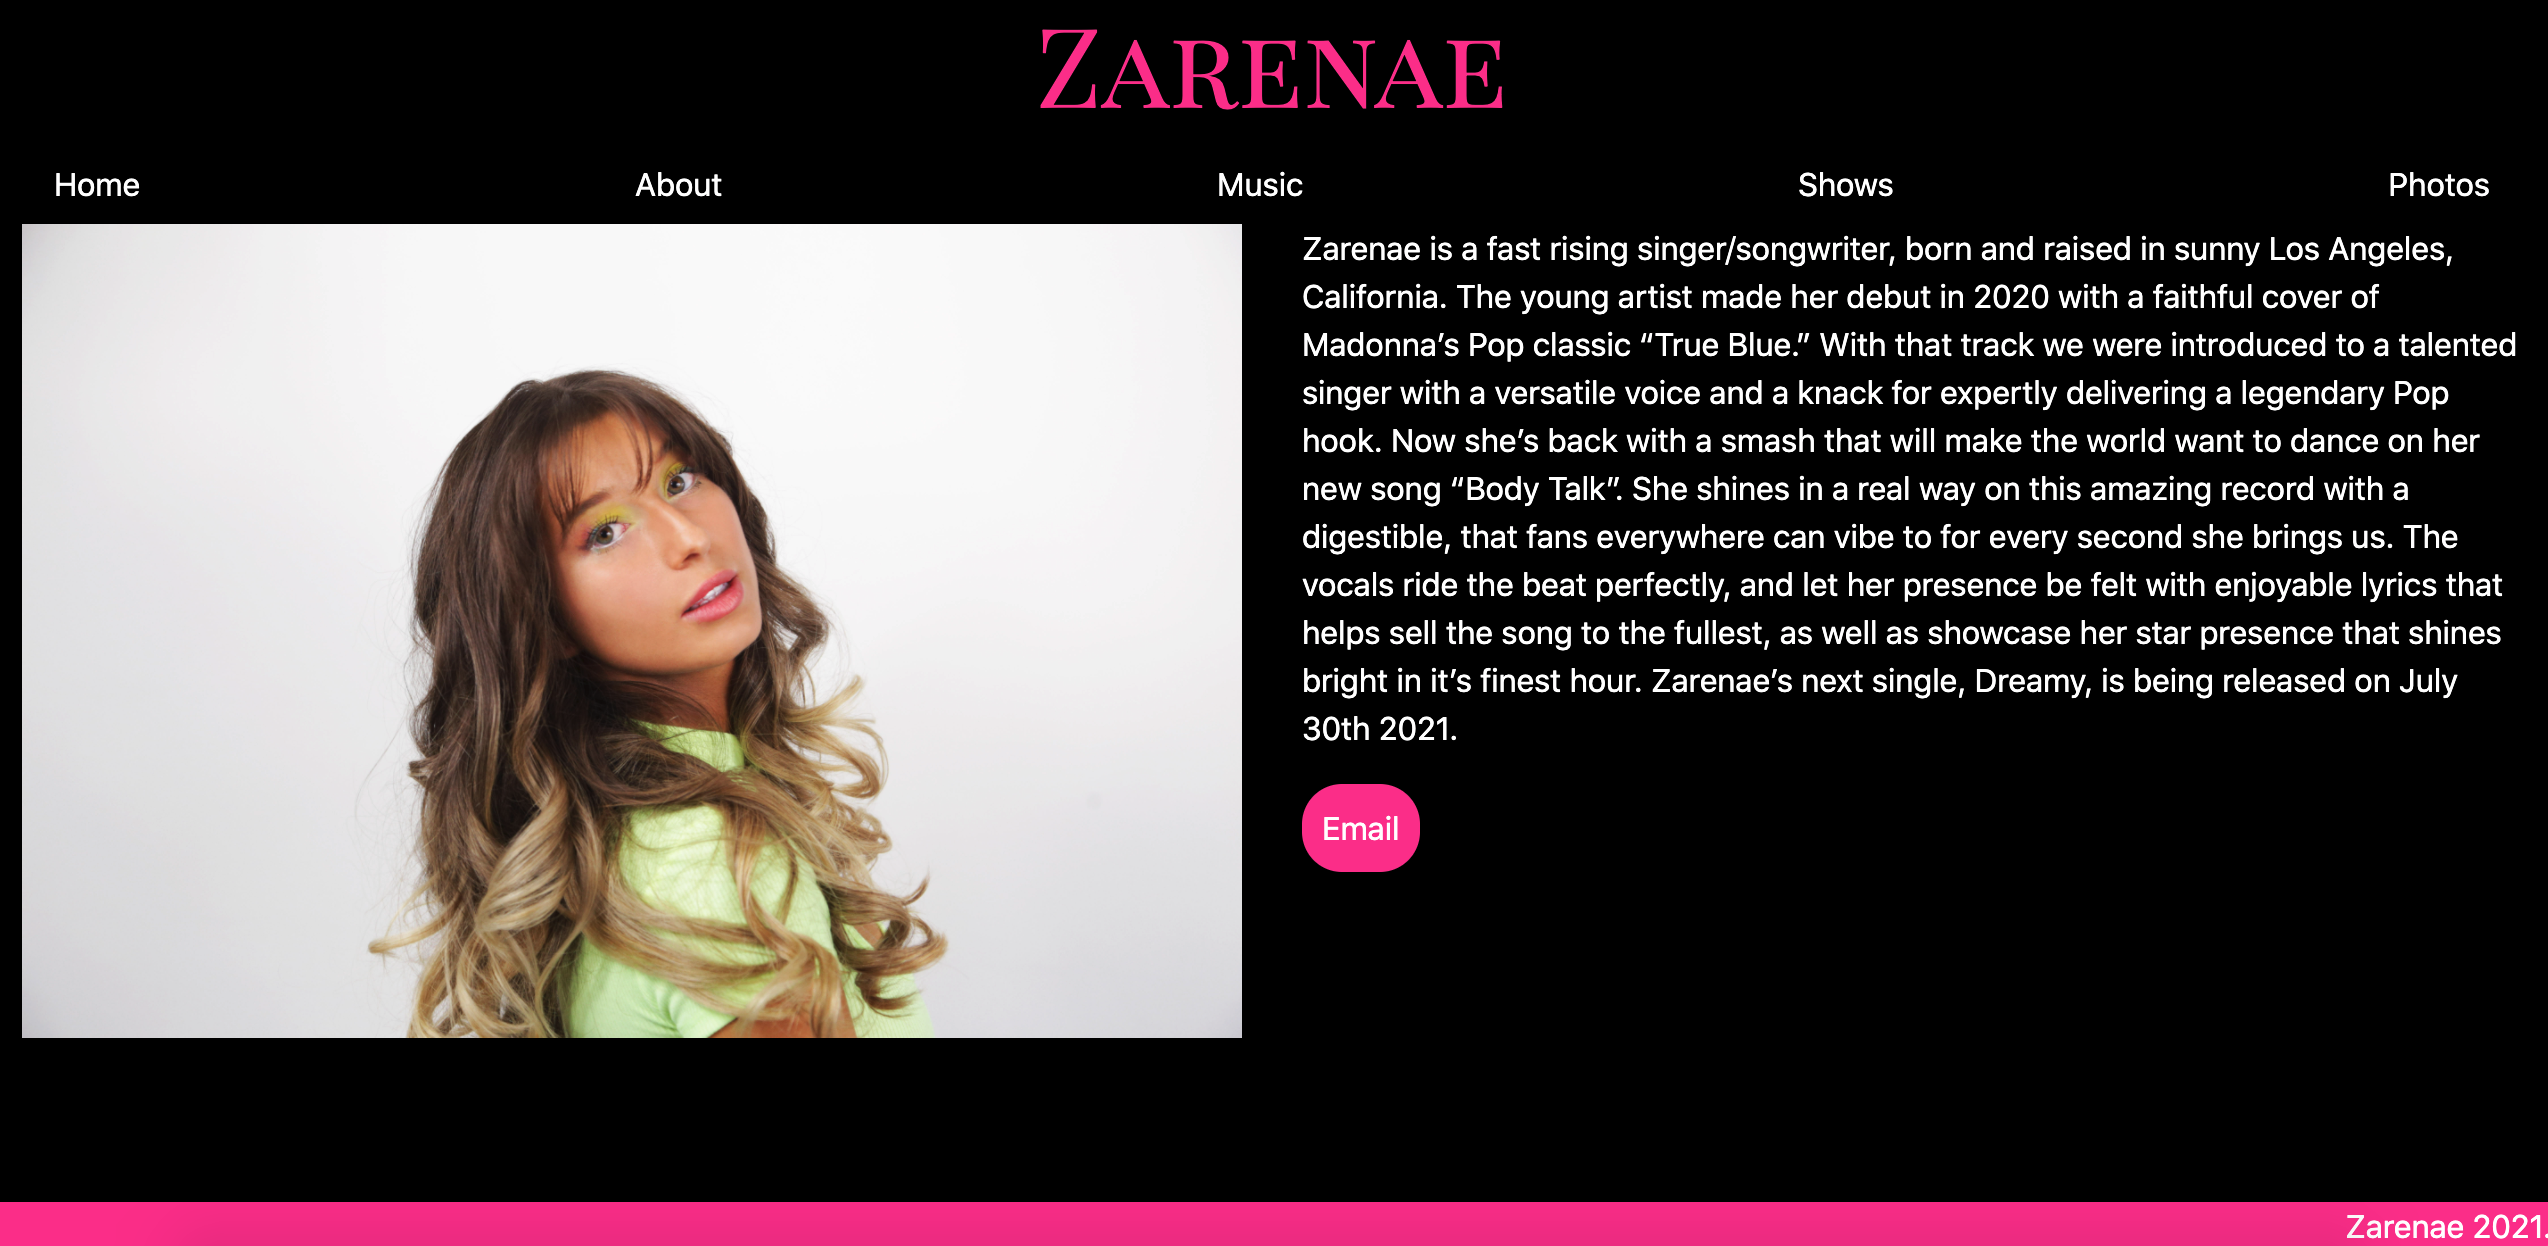 ZARENAE
Home About Music Shows Photos
Zarenae is a fast rising singer/songwriter, born and raised in sunny Los Angeles,
California. The young artist made her debut in 2020 with a faithful cover of
Madonna’s Pop classic “True Blue.” With that track we were introduced to a talented
singer with a versatile voice and a knack for expertly delivering a legendary Pop
hook. Now she’s back with a smash that will make the world want to dance on her
new song “Body Talk”. She shines in a real way on this amazing record with a
digestible, that fans everywhere can vibe to for every second she brings us. The
vocals ride the beat perfectly, and let her presence be felt with enjoyable lyrics that
helps sell the song to the fullest, as well as showcase her star presence that shines
bright in it’s finest hour. Zarenae’s next single, Dreamy, is being released on July
30th 2021.
Email
Zarenae 2021.